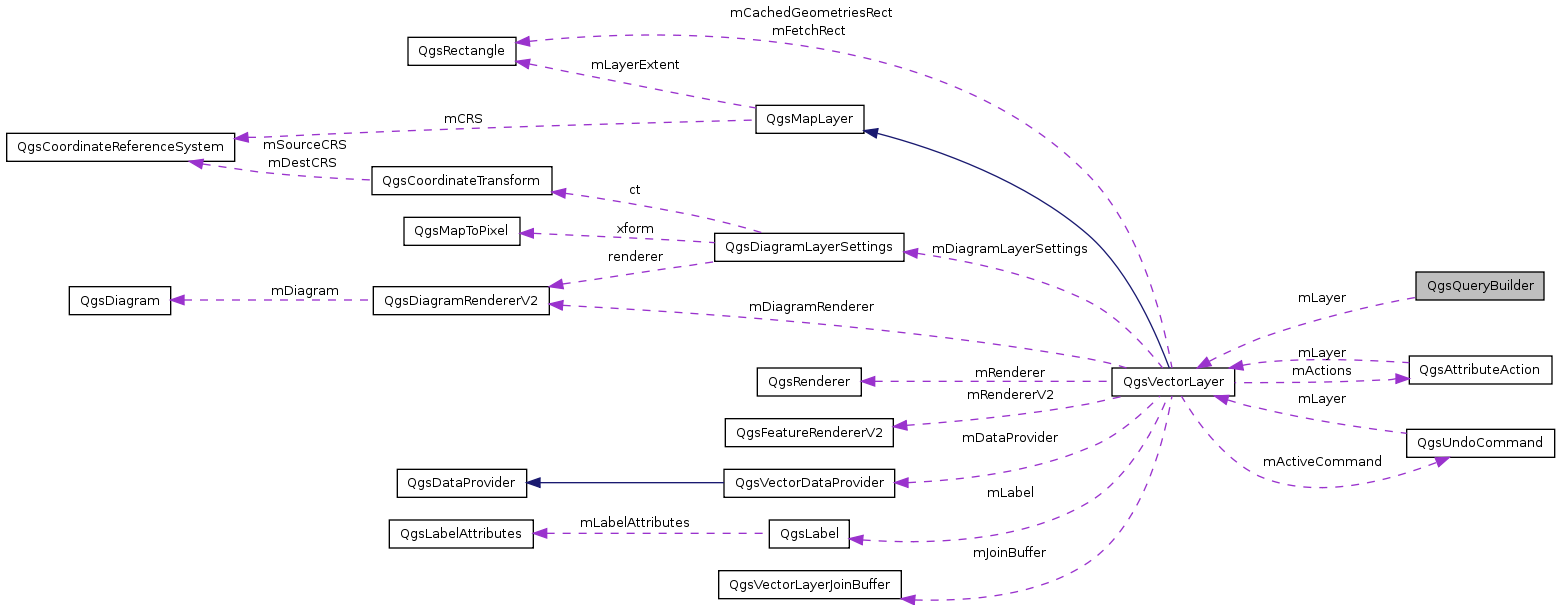 mCachedGeometriesRect
mFetchRect
QgsRectangle
mLayerExtent
QgsMapLayer
mCRS
QgsCoordinateReferenceSystem
mSourceCRS
mDestCRS
QgsCoordinateTransform
ct
QgsMapToPixel
xform
QgsDiagramLayerSettings
mDiagramLayerSettings
renderer
QgsDiagram
mDiagram
QgsDiagramRendererV2
mDiagramRenderer
QgsQueryBuilder
mLayer
QgsRenderer
mRenderer
QgsVectorLayer
mLayer
mActions
QgsAttributeAction
mRendererV2
mLayer
QgsFeatureRendererV2
mDataProvider
QgsUndoCommand
mActiveCommand
QgsDataProvider
QgsVectorDataProvider
mLabel
QgsLabelAttributes
mLabelAttributes
QgsLabel
mJoinBuffer
QgsVectorLayerJoinBuffer